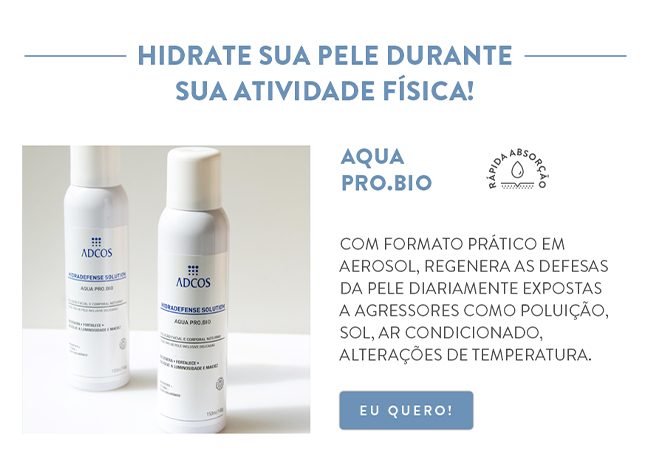 HIDRATE SUA PELE DURANTE
SUA ATIVIDADE FÍSICA!
AQUA
PRO.BIO
RÁPIDA ABSORÇÃO
COM FORMATO PRÁTICO EM
AEROSOL, REGENERA AS DEFESAS
DA PELE DIARIAMENTE EXPOSTAS
A AGRESSORES COMO POLUIÇÃO,
SOL, AR CONDICIONADO,
ALTERAÇÕES DE TEMPERATURA.
EU QUERO!
ADCOS
HIDRADEFENSE SOLUTION
AQUA PRO.BIO
ADCOS
HIDRADEFENSE SOLUTION
AQUA PRO.BIO